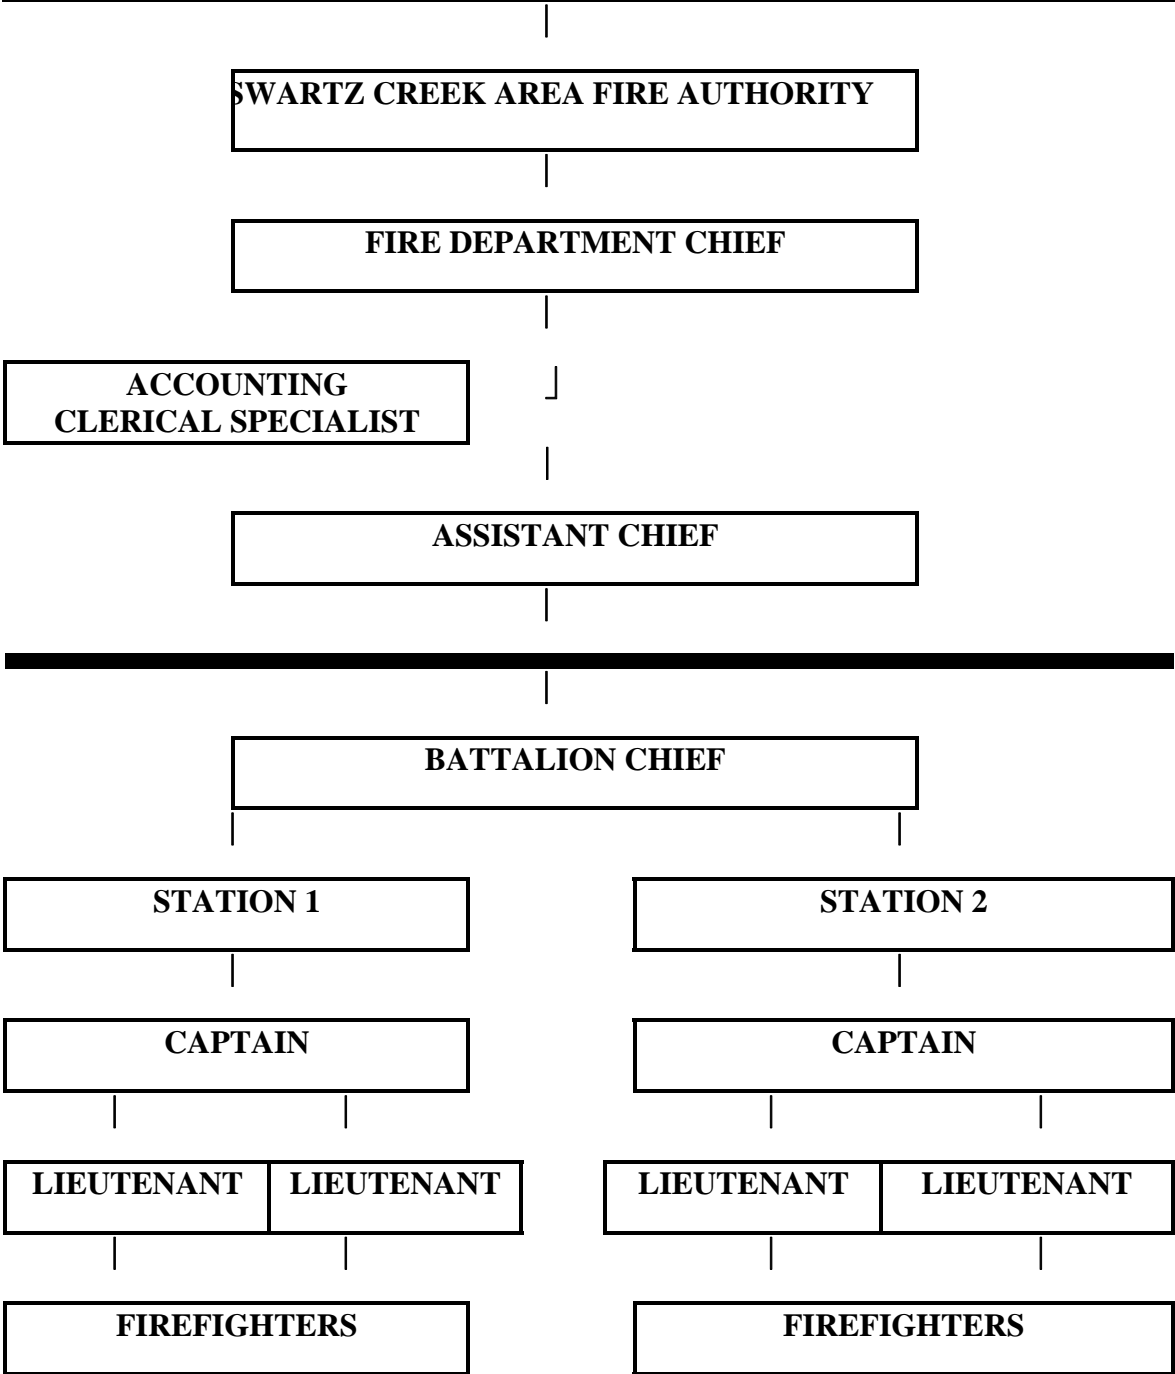 SWARTZ CREEK AREA FIRE AUTHORITY
FIRE DEPARTMENT CHIEF
ACCOUNTING
CLERICAL SPECIALIST
ASSISTANT CHIEF
BATTALION CHIEF
STATION 1
STATION 2
CAPTAIN
CAPTAIN
LIEUTENANT
LIEUTENANT
LIEUTENANT
LIEUTENANT
FIREFIGHTERS
FIREFIGHTERS